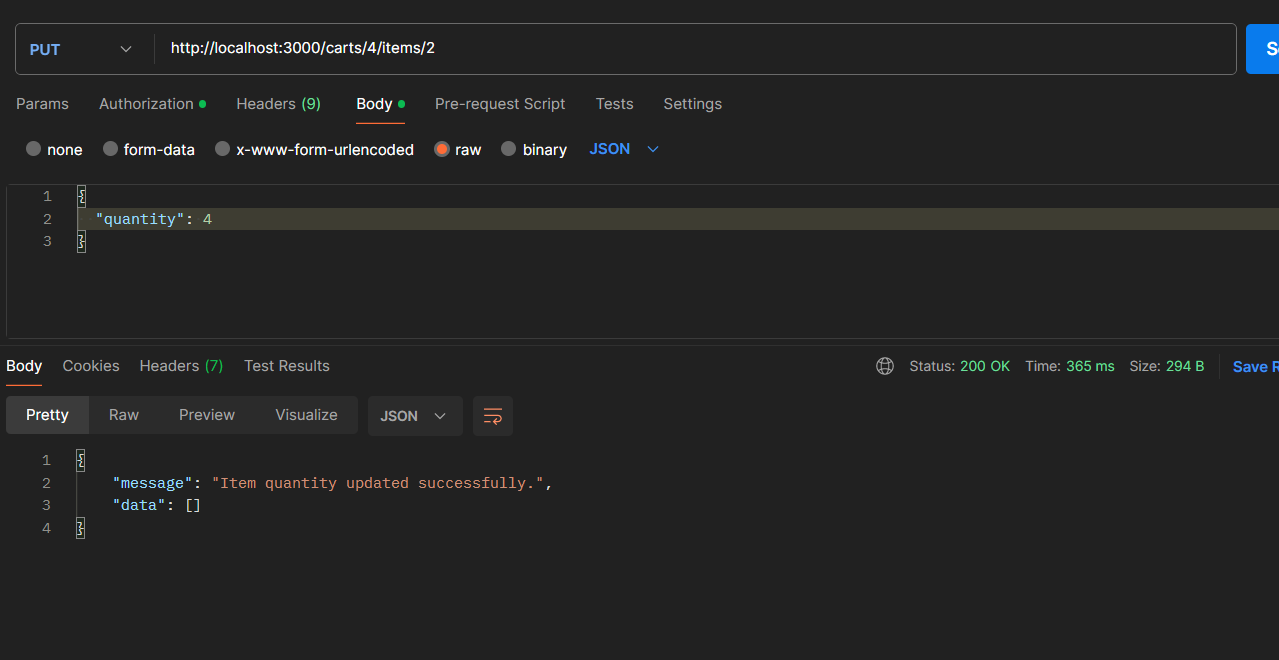 PUT http://localhost:3000/carts/4/items/2
Params Authorization Headers (9) Body Pre-request Script Tests Settings
none form-data x-www-form-urlencoded raw binary JSON
1 {
2 "quantity": 4
3 }
Body Cookies Headers (7) Test Results Status: 200 OK Time: 365 ms Size: 294 B Save
Pretty Raw Preview Visualize JSON
1 {
2 "message": "Item quantity updated successfully.",
3 "data": []
4 }